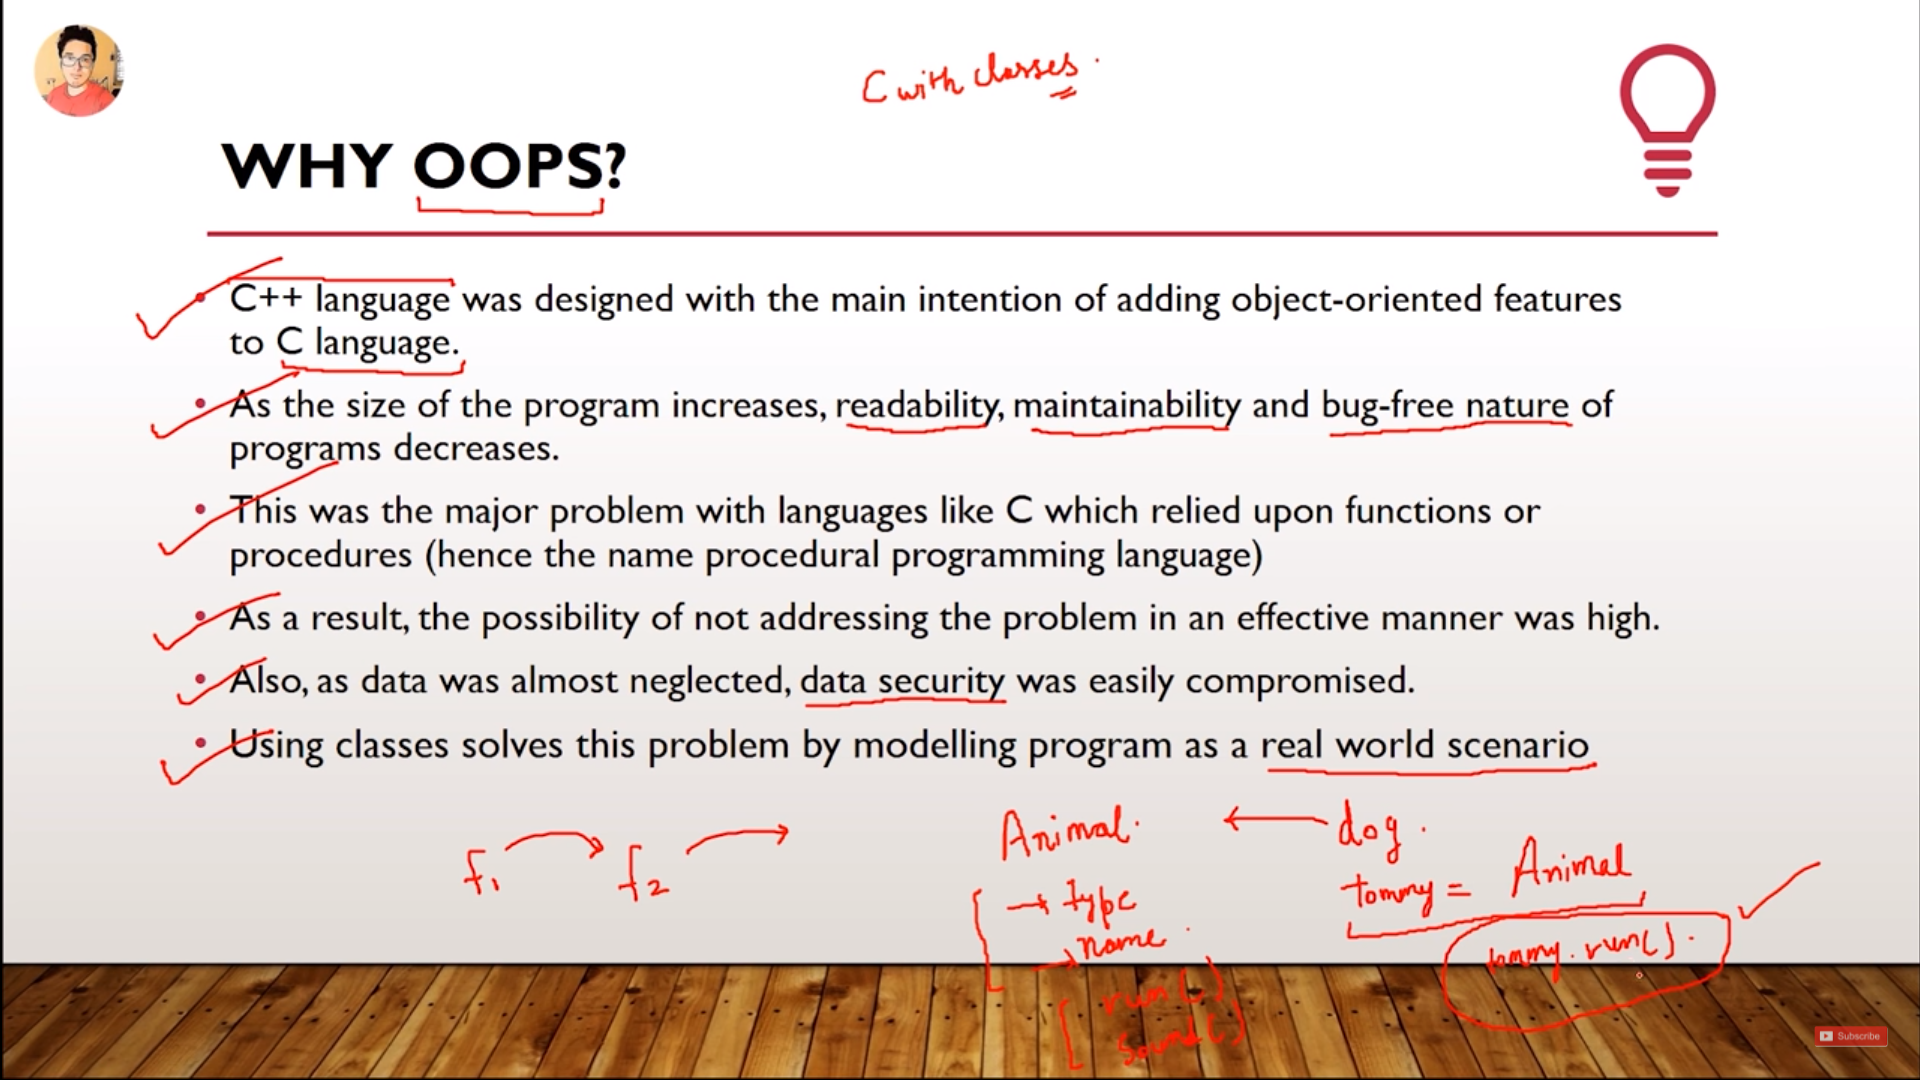 C with classes.
WHY OOPS?
• C++ language was designed with the main intention of adding object-oriented features
to C language.
• As the size of the program increases, readability, maintainability and bug-free nature of
programs decreases.
• This was the major problem with languages like C which relied upon functions or
procedures (hence the name procedural programming language)
• As a result, the possibility of not addressing the problem in an effective manner was high.
• Also, as data was almost neglected, data security was easily compromised.
• Using classes solves this problem by modelling program as a real world scenario
f1 f2
Animal. ← dog.
→ type
→ name
run()
Sound()
tommy = Animal
tommy.run().
Subscribe